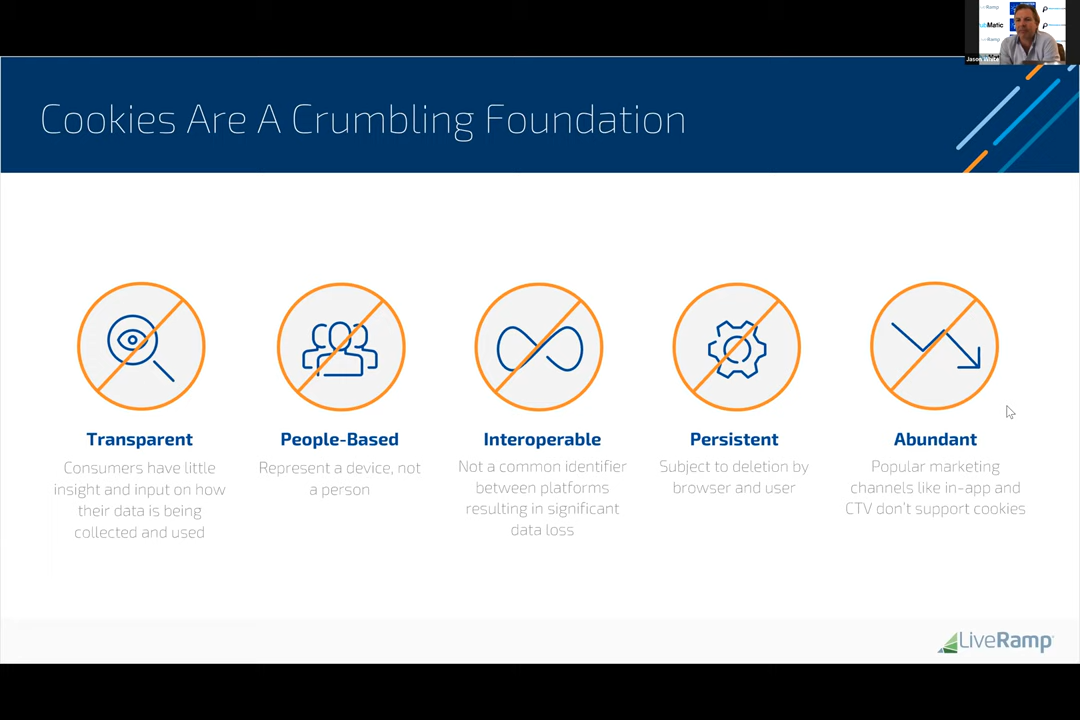 Jason White
Cookies Are A Crumbling Foundation
Transparent
Consumers have little
insight and input on how
their data is being
collected and used
People-Based
Represent a device, not
a person
Interoperable
Not a common identifier
between platforms
resulting in significant
data loss
Persistent
Subject to deletion by
browser and user
Abundant
Popular marketing
channels like in-app and
CTV don't support cookies
LiveRamp